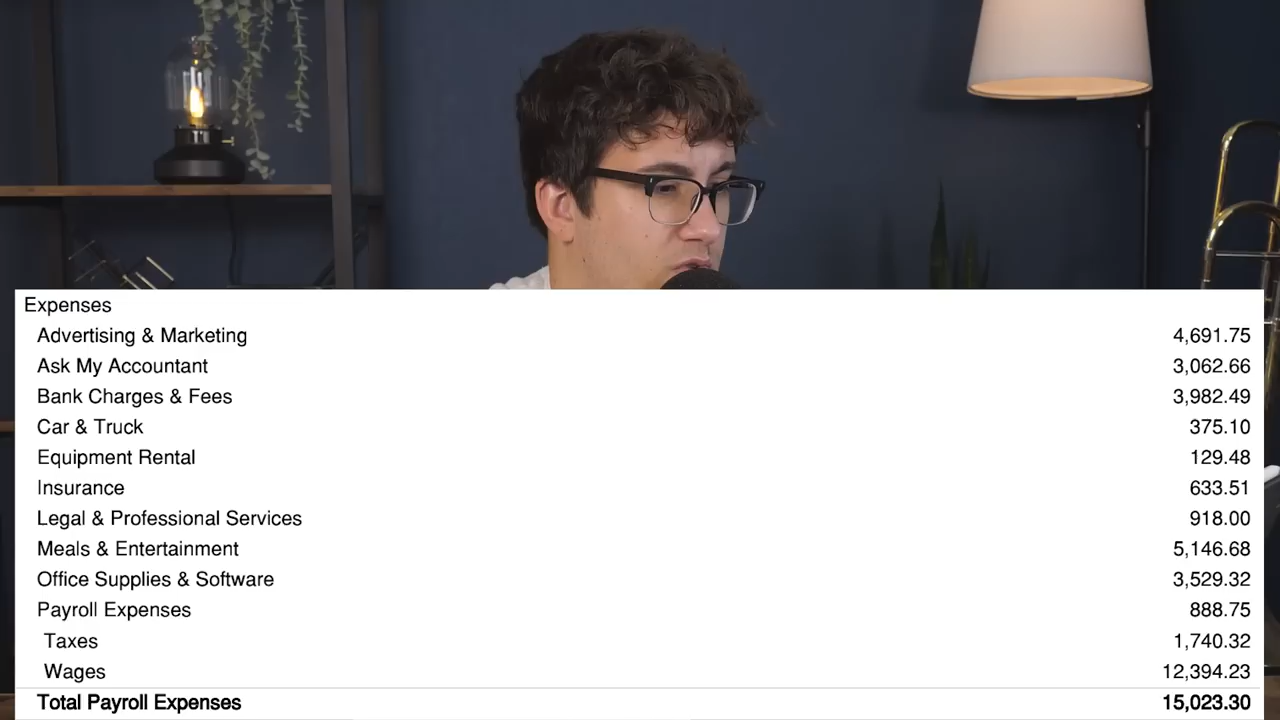 Expenses
Advertising & Marketing 4,691.75
Ask My Accountant 3,062.66
Bank Charges & Fees 3,982.49
Car & Truck 375.10
Equipment Rental 129.48
Insurance 633.51
Legal & Professional Services 918.00
Meals & Entertainment 5,146.68
Office Supplies & Software 3,529.32
Payroll Expenses 888.75
Taxes 1,740.32
Wages 12,394.23
Total Payroll Expenses 15,023.30